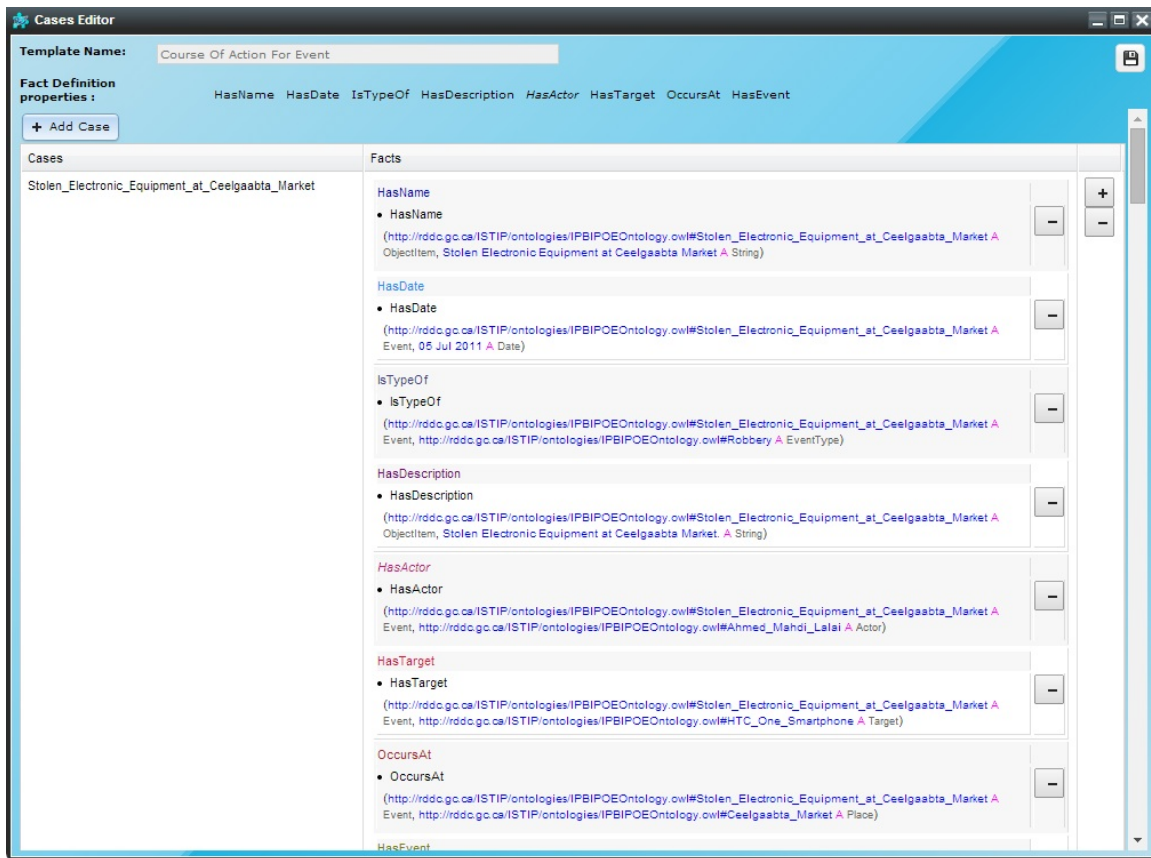 Cases Editor
Template Name:
Course Of Action For Event
Fact Definition
properties :
HasName HasDate IsTypeOf HasDescription HasActor HasTarget OccursAt HasEvent
+ Add Case
Cases
Facts
Stolen_Electronic_Equipment_at_Ceelgaabta_Market
HasName
• HasName
(http://rddc.gc.ca/ISTIP/ontologies/IPBIPOEOntology.owl#Stolen_Electronic_Equipment_at_Ceelgaabta_Market A
ObjectItem, Stolen Electronic Equipment at Ceelgaabta Market A String)
HasDate
• HasDate
(http://rddc.gc.ca/ISTIP/ontologies/IPBIPOEOntology.owl#Stolen_Electronic_Equipment_at_Ceelgaabta_Market A
Event, 05 Jul 2011 A Date)
IsTypeOf
• IsTypeOf
(http://rddc.gc.ca/ISTIP/ontologies/IPBIPOEOntology.owl#Stolen_Electronic_Equipment_at_Ceelgaabta_Market A
Event, http://rddc.gc.ca/ISTIP/ontologies/IPBIPOEOntology.owl#Robbery A EventType)
HasDescription
• HasDescription
(http://rddc.gc.ca/ISTIP/ontologies/IPBIPOEOntology.owl#Stolen_Electronic_Equipment_at_Ceelgaabta_Market A
ObjectItem, Stolen Electronic Equipment at Ceelgaabta Market. A String)
HasActor
• HasActor
(http://rddc.gc.ca/ISTIP/ontologies/IPBIPOEOntology.owl#Stolen_Electronic_Equipment_at_Ceelgaabta_Market A
Event, http://rddc.gc.ca/ISTIP/ontologies/IPBIPOEOntology.owl#Ahmed_Mahdi_Lalai A Actor)
HasTarget
• HasTarget
(http://rddc.gc.ca/ISTIP/ontologies/IPBIPOEOntology.owl#Stolen_Electronic_Equipment_at_Ceelgaabta_Market A
Event, http://rddc.gc.ca/ISTIP/ontologies/IPBIPOEOntology.owl#HTC_One_Smartphone A Target)
OccursAt
• OccursAt
(http://rddc.gc.ca/ISTIP/ontologies/IPBIPOEOntology.owl#Stolen_Electronic_Equipment_at_Ceelgaabta_Market A
Event, http://rddc.gc.ca/ISTIP/ontologies/IPBIPOEOntology.owl#Ceelgaabta_Market A Place)
HasEvent